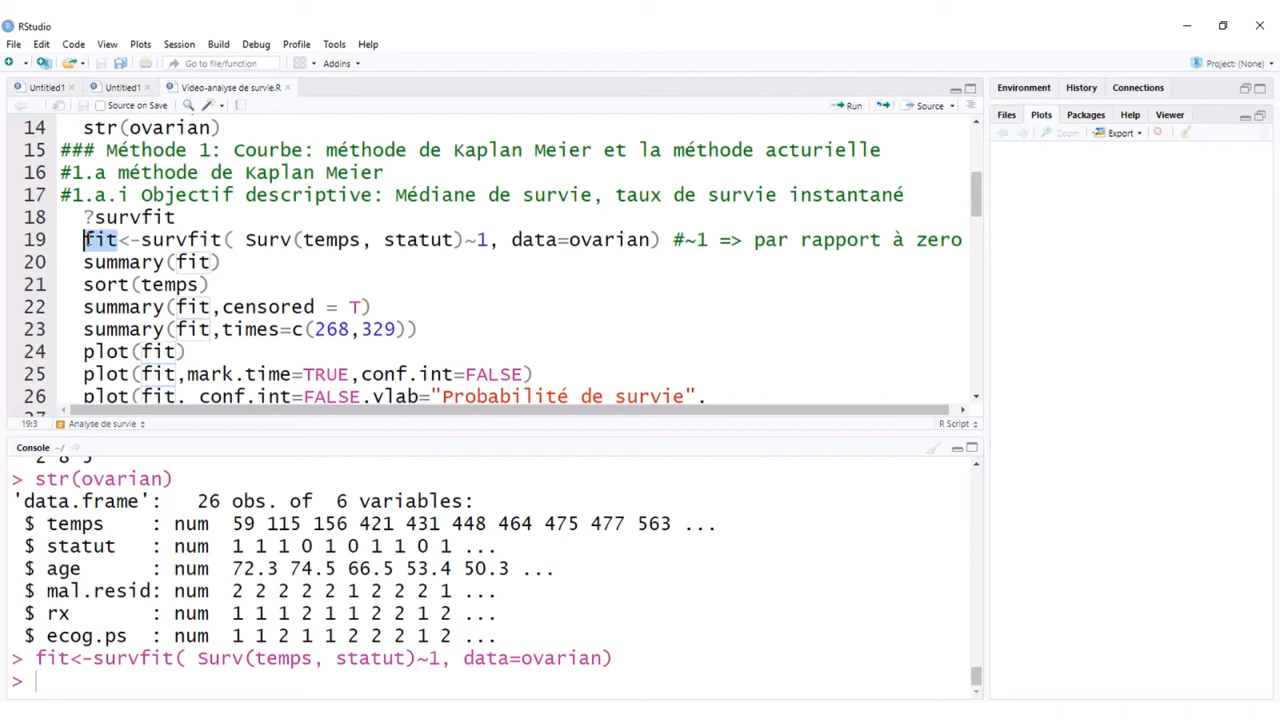 RStudio
File Edit Code View Plots Session Build Debug Profile Tools Help
Go to file/function Addins Project: (None)
Untitled1 Untitled1 Video-analyse de survie.R
Source on Save Run Source
14 str(ovarian)
15 ### Méthode 1: Courbe: méthode de Kaplan Meier et la méthode acturielle
16 #1.a méthode de Kaplan Meier
17 #1.a.i Objectif descriptive: Médiane de survie, taux de survie instantané
18 ?survfit
19 fit<-survfit( Surv(temps, statut)~1, data=ovarian) #~1 => par rapport à zero
20 summary(fit)
21 sort(temps)
22 summary(fit,censored = T)
23 summary(fit,times=c(268,329))
24 plot(fit)
25 plot(fit,mark.time=TRUE,conf.int=FALSE)
26 plot(fit, conf.int=FALSE,ylab="Probabilité de survie",
27
19:3 Analyse de survie R Script
Console ~/
2 8 5
> str(ovarian)
'data.frame': 26 obs. of 6 variables:
$ temps : num 59 115 156 421 431 448 464 475 477 563 ...
$ statut : num 1 1 1 0 1 0 1 1 0 1 ...
$ age : num 72.3 74.5 66.5 53.4 50.3 ...
$ mal.resid: num 2 2 2 2 2 1 2 2 2 1 ...
$ rx : num 1 1 1 2 1 1 2 2 1 2 ...
$ ecog.ps : num 1 1 2 1 1 2 2 2 1 2 ...
> fit<-survfit( Surv(temps, statut)~1, data=ovarian)
>
Environment History Connections
Files Plots Packages Help Viewer
Zoom Export